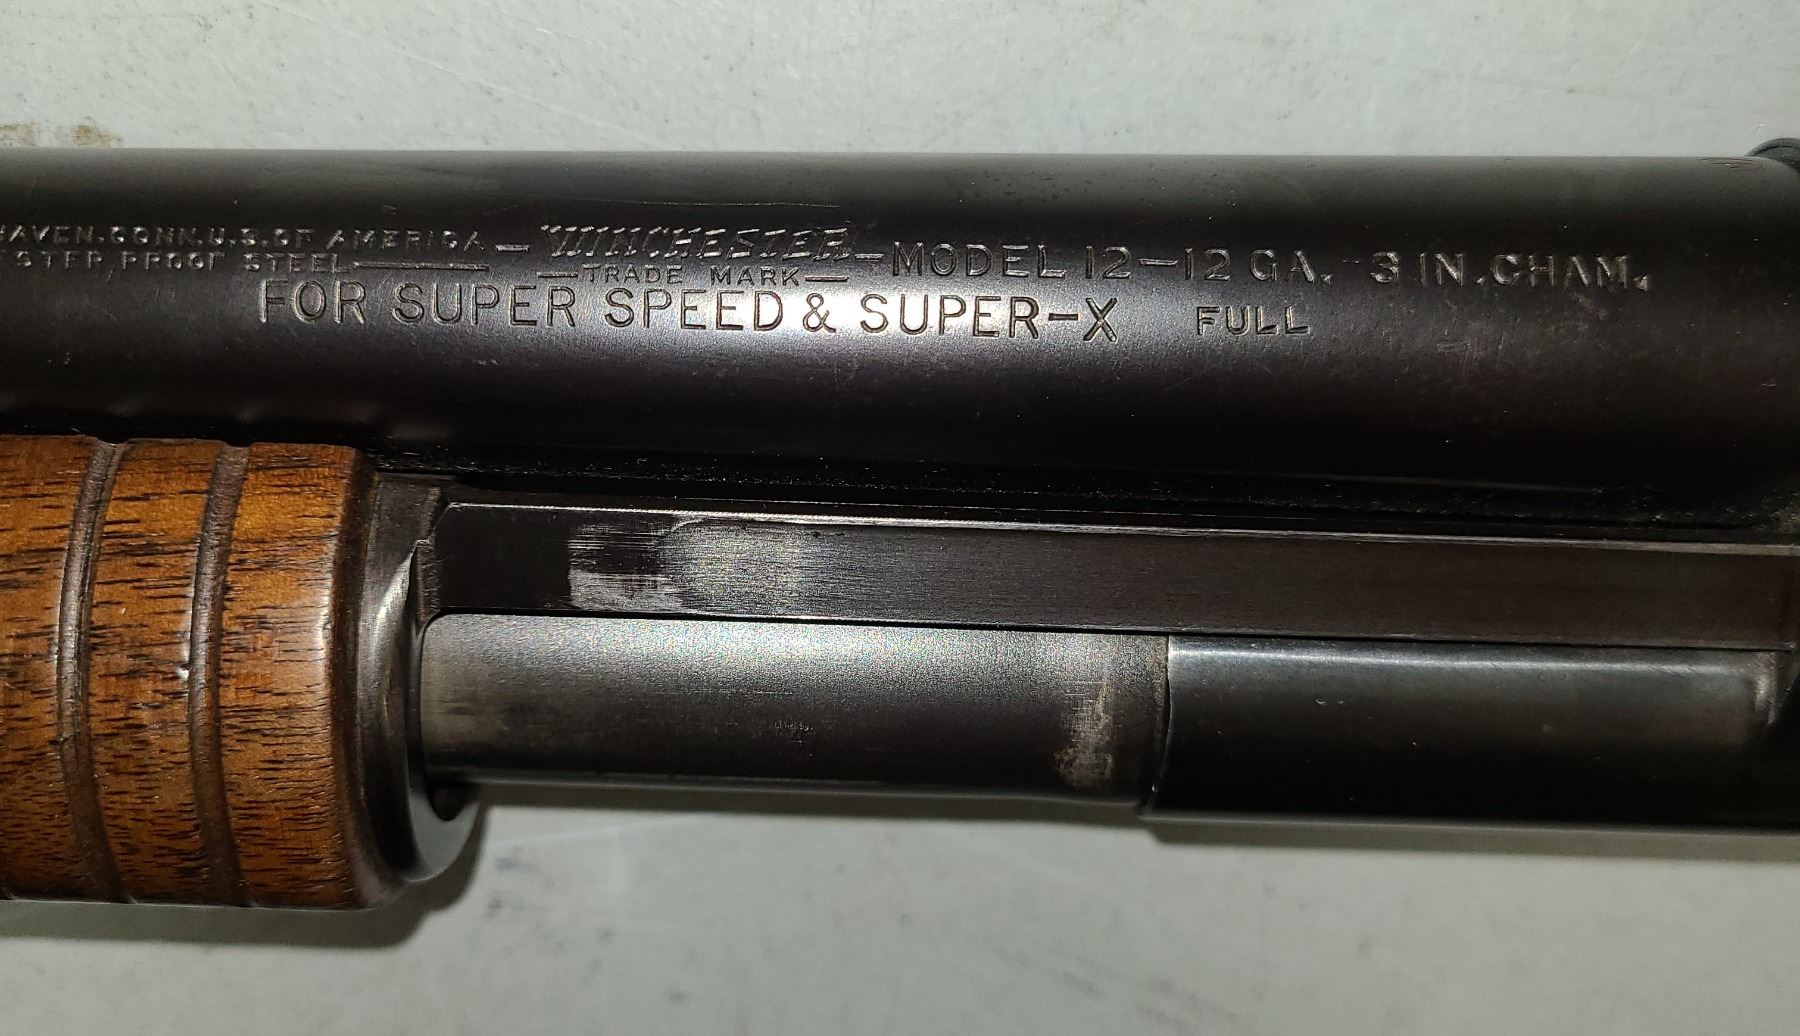 HAVEN.CONN.U.S.OF AMERICA – WINCHESTER – MODEL 12–12 GA. 3 IN.CHAM.
PROOF STEEL — TRADE MARK —
FOR SUPER SPEED & SUPER-X FULL